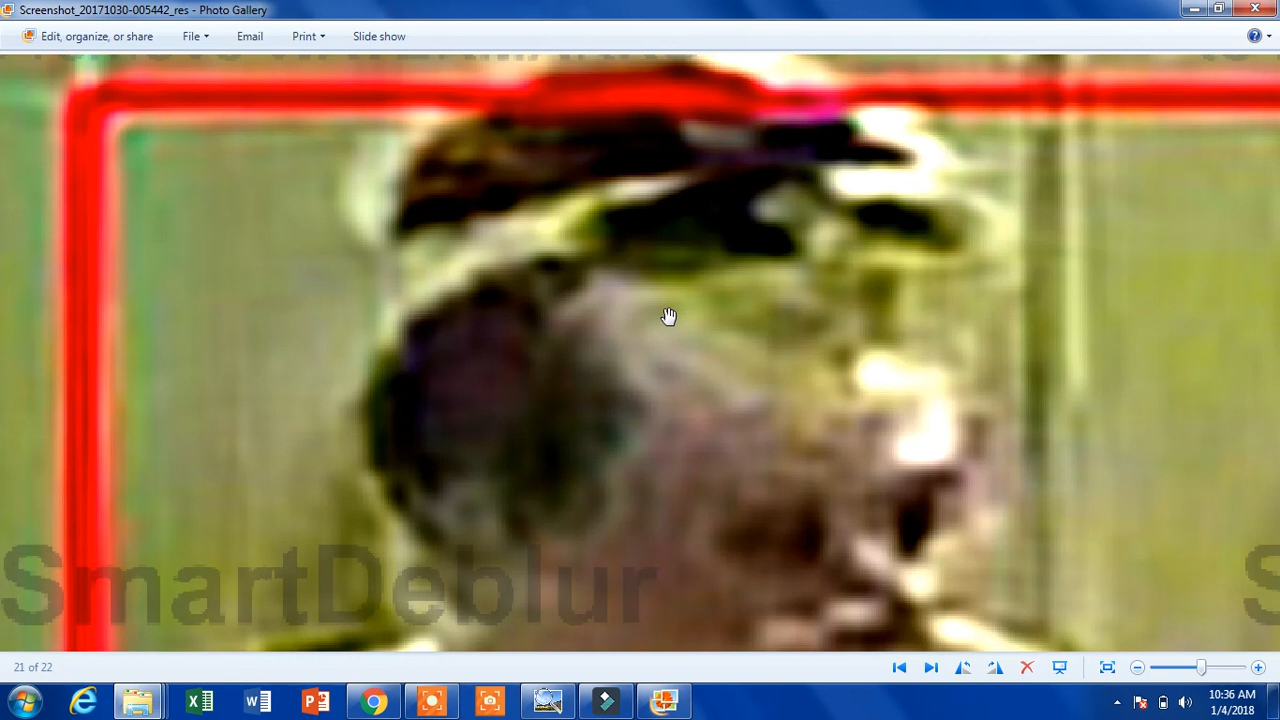 Screenshot_20171030-005442_res - Photo Gallery
Edit, organize, or share File Email Print Slide show
SmartDeblur
21 of 22
10:36 AM
1/4/2018